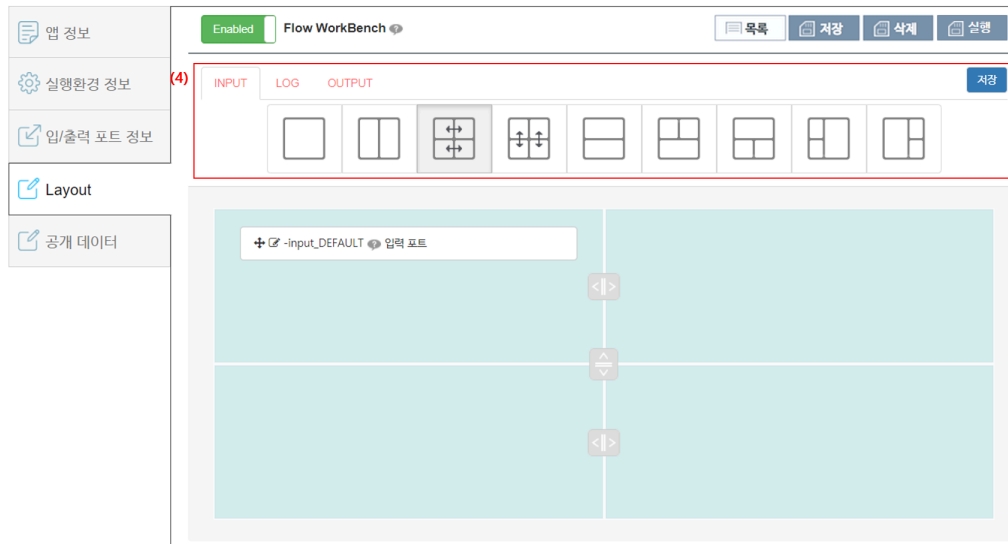 앱 정보
실행환경 정보
입/출력 포트 정보
Layout
공개 데이터
Enabled Flow WorkBench 목록 저장 삭제 실행
(4)
INPUT LOG OUTPUT 저장
-input_DEFAULT 입력 포트